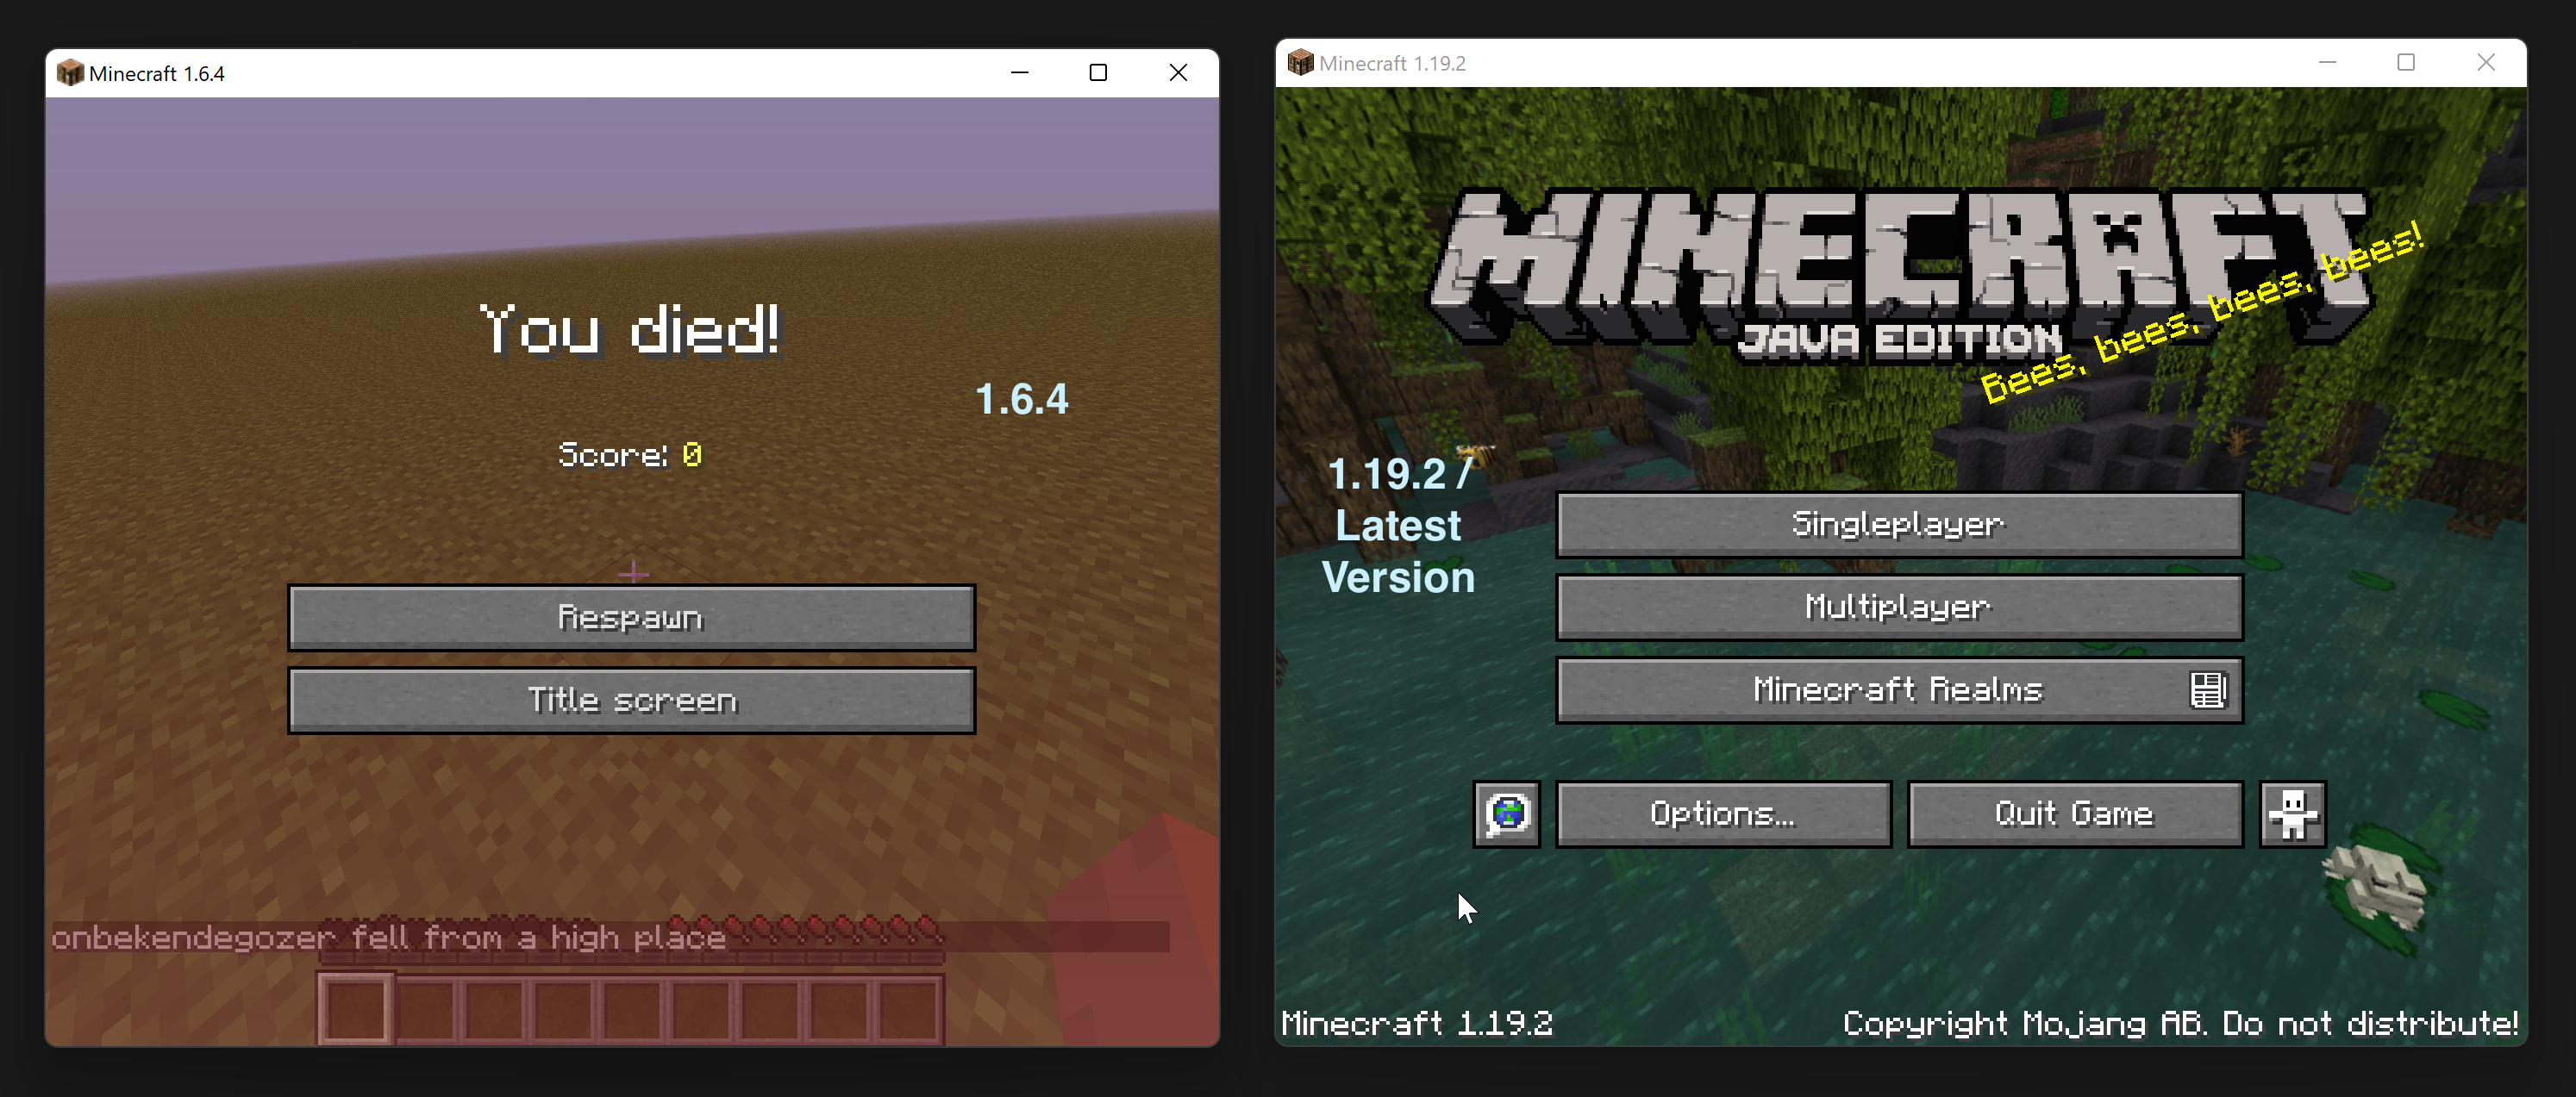 Minecraft 1.6.4
You died!
1.6.4
Score: 0
Respawn
Title screen
onbekendegozer fell from a high place
Minecraft 1.19.2
MINECRAFT
JAVA EDITION
Bees, bees, bees, bees!
1.19.2 /
Latest
Version
Singleplayer
Multiplayer
Minecraft Realms
Options...
Quit Game
Minecraft 1.19.2
Copyright Mojang AB. Do not distribute!